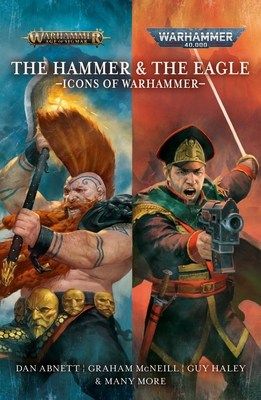 WARHAMMER
AGE OF SIGMAR
WARHAMMER
40,000
THE HAMMER & THE EAGLE
–ICONS OF WARHAMMER–
DAN ABNETT ¦ GRAHAM McNEILL ¦ GUY HALEY
& MANY MORE